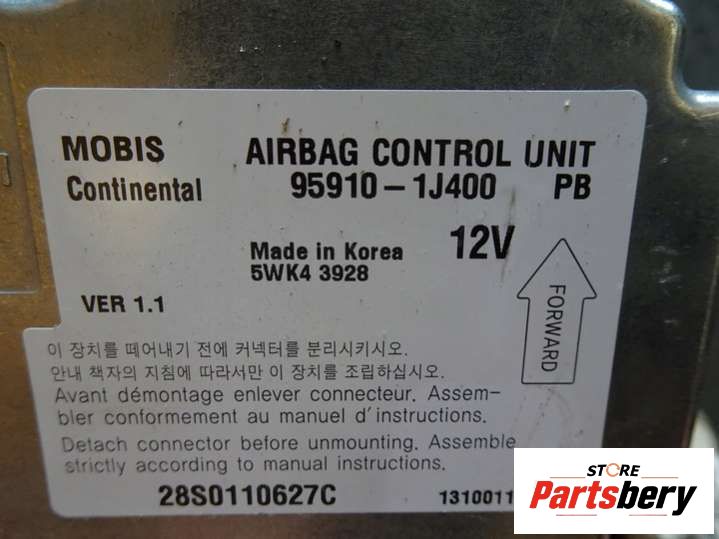 MOBIS AIRBAG CONTROL UNIT
Continental 95910-1J400 PB
Made in Korea 12V
5WK4 3928
VER 1.1
FORWARD
이 장치를 떼어내기 전에 커넥터를 분리시키시오.
안내 책자의 지침에 따라서만 이 장치를 조립하십시오.
Avant démontage enlever connecteur. Assem-
bler conformement au manuel d'instructions.
Detach connector before unmounting. Assemble
strictly according to manual instructions.
28S0110627C 1310011
STORE
Partsbery